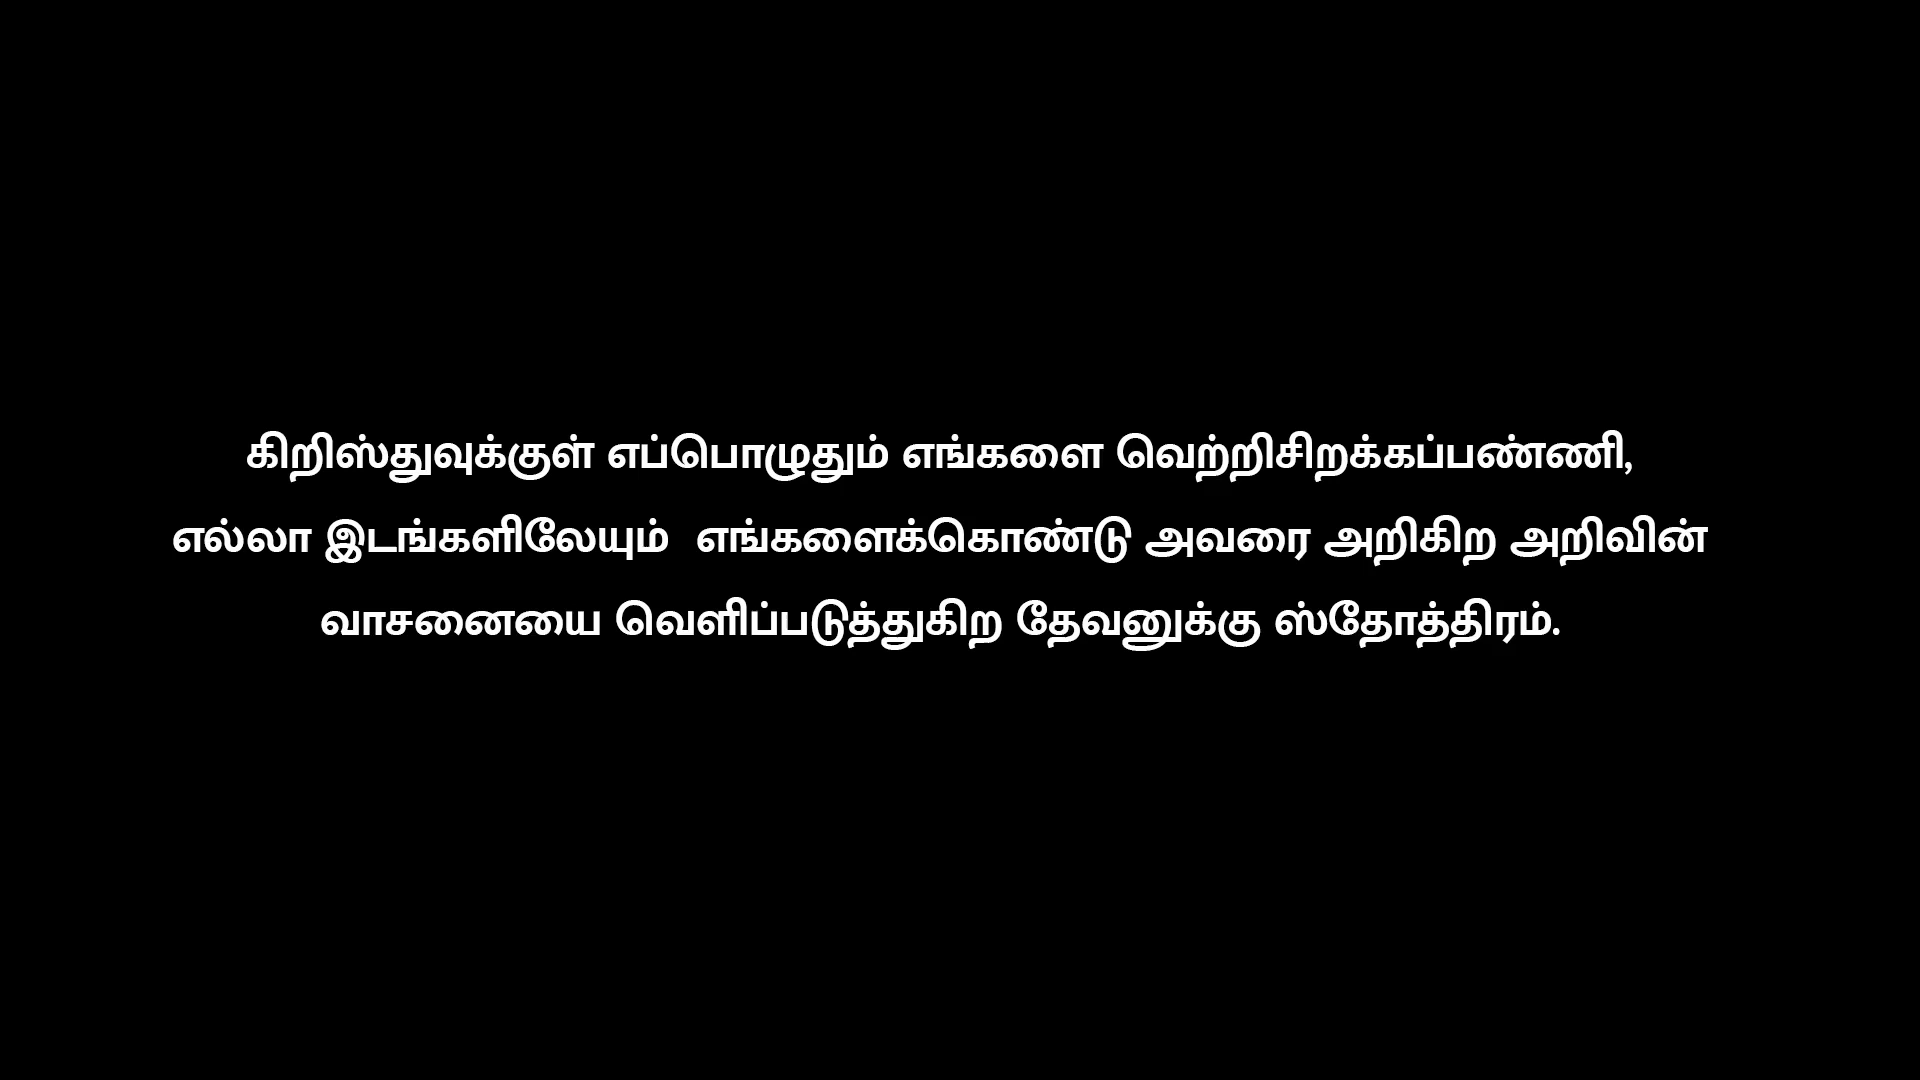 கிறிஸ்துவுக்குள் எப்பொழுதும் எங்களை வெற்றிசிறக்கப்பண்ணி,
எல்லா இடங்களிலேயும் எங்களைக்கொண்டு அவரை அறிகிற அறிவின்
வாசனையை வெளிப்படுத்துகிற தேவனுக்கு ஸ்தோத்திரம்.